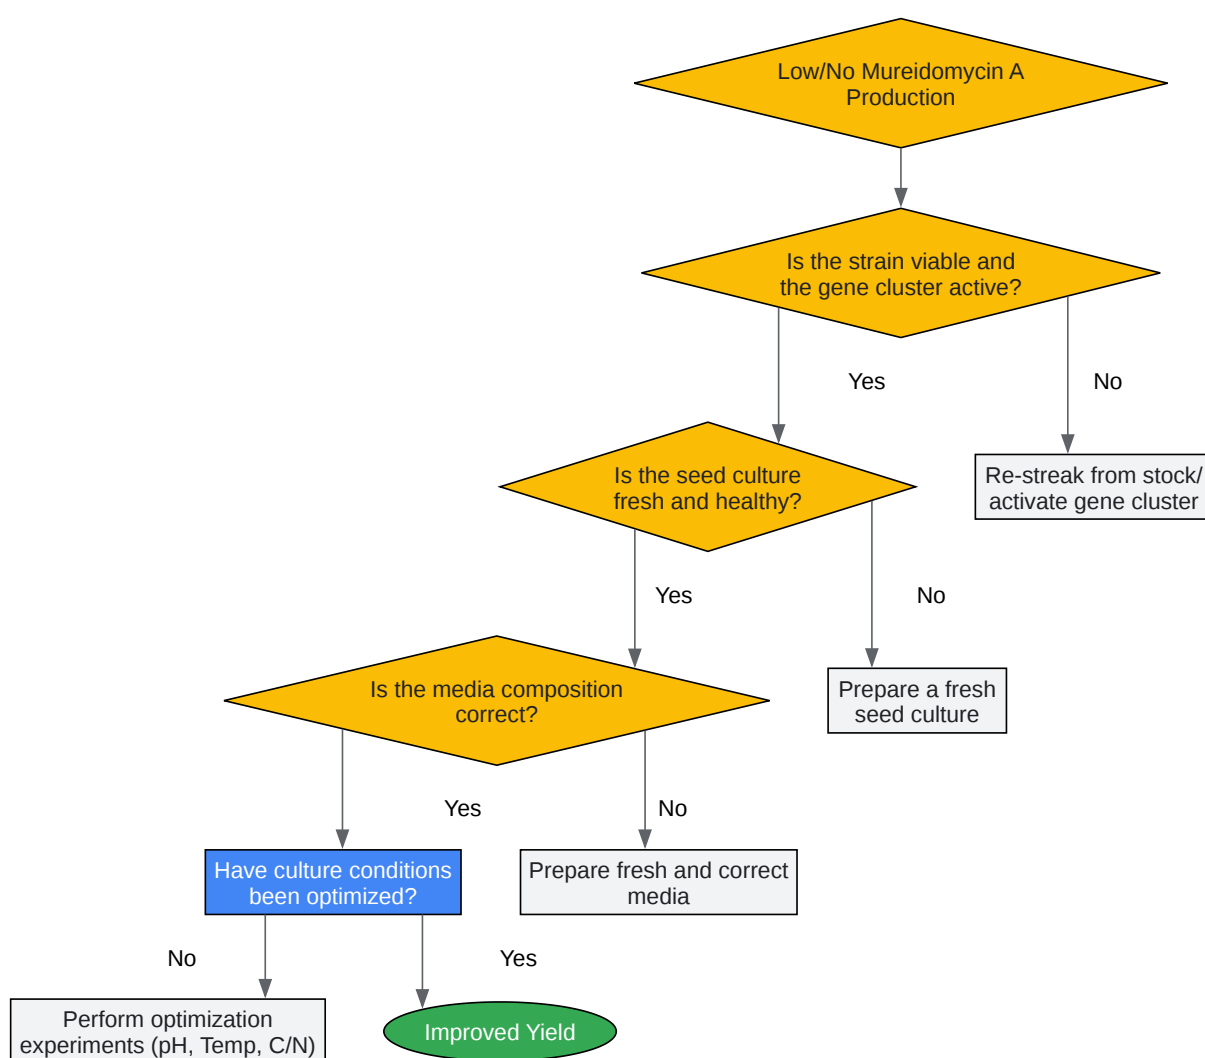 Low/No Mureidomycin A
Production
Is the strain viable and
the gene cluster active?
Yes
No
Is the seed culture
fresh and healthy?
Re-streak from stock/
activate gene cluster
Yes
No
Is the media composition
correct?
Prepare a fresh
seed culture
Yes
No
Have culture conditions
been optimized?
Prepare fresh and correct
media
No
Yes
Perform optimization
experiments (pH, Temp, C/N)
Improved Yield